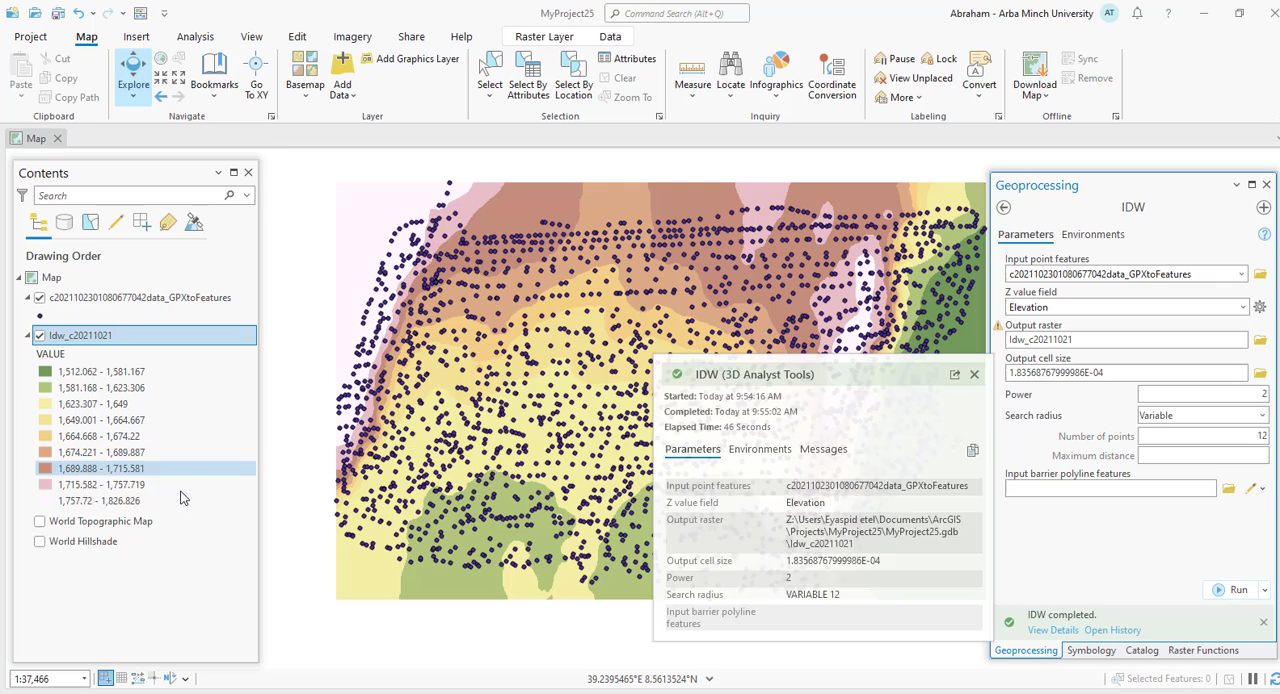 MyProject25
Command Search (Alt+Q)
Abraham - Arba Minch University
AT
?
Project
Map
Insert
Analysis
View
Edit
Imagery
Share
Help
Raster Layer
Data
Paste
Cut
Copy
Copy Path
Clipboard
Explore
Bookmarks
Go
To XY
Navigate
Basemap
Add
Data
Add Graphics Layer
Layer
Select
Select By
Attributes
Select By
Location
Attributes
Clear
Zoom To
Selection
Measure
Locate
Infographics
Coordinate
Conversion
Inquiry
Pause
Lock
View Unplaced
More
Convert
Labeling
Download
Map
Sync
Remove
Offline
Map
Contents
Search
Drawing Order
Map
c2021102301080677042data_GPXtoFeatures
Idw_c20211021
VALUE
1,512.062 - 1,581.167
1,581.168 - 1,623.306
1,623.307 - 1,649
1,649.001 - 1,664.667
1,664.668 - 1,674.22
1,674.221 - 1,689.887
1,689.888 - 1,715.581
1,715.582 - 1,757.719
1,757.72 - 1,826.826
World Topographic Map
World Hillshade
IDW (3D Analyst Tools)
Started: Today at 9:54:16 AM
Completed: Today at 9:55:02 AM
Elapsed Time: 46 Seconds
Parameters
Environments
Messages
Input point features c2021102301080677042data_GPXtoFeatures
Z value field Elevation
Output raster Z:\Users\Eyaspid etel\Documents\ArcGIS
\Projects\MyProject25\MyProject25.gdb
\Idw_c20211021
Output cell size 1.83568767999986E-04
Power 2
Search radius VARIABLE 12
Input barrier polyline
features
Geoprocessing
IDW
Parameters
Environments
?
Input point features
c2021102301080677042data_GPXtoFeatures
Z value field
Elevation
Output raster
Idw_c20211021
Output cell size
1.83568767999986E-04
Power 2
Search radius Variable
Number of points 12
Maximum distance
Input barrier polyline features
Run
IDW completed.
View Details Open History
Geoprocessing
Symbology
Catalog
Raster Functions
1:37,466
39.2395465°E 8.5613524°N
Selected Features: 0